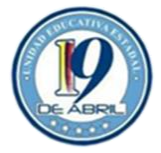 UNIDAD EDUCATIVA ESTADAL
19
DE ABRIL